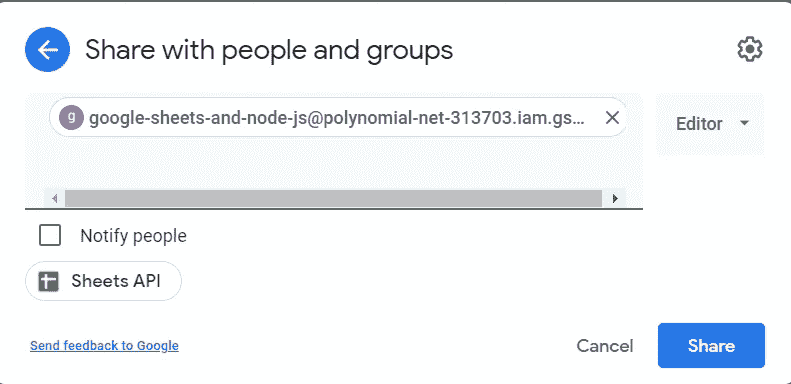 Share with people and groups
g
google-sheets-and-node-js@polynomial-net-313703.iam.gs...
Editor
Notify people
Sheets API
Send feedback to Google
Cancel
Share